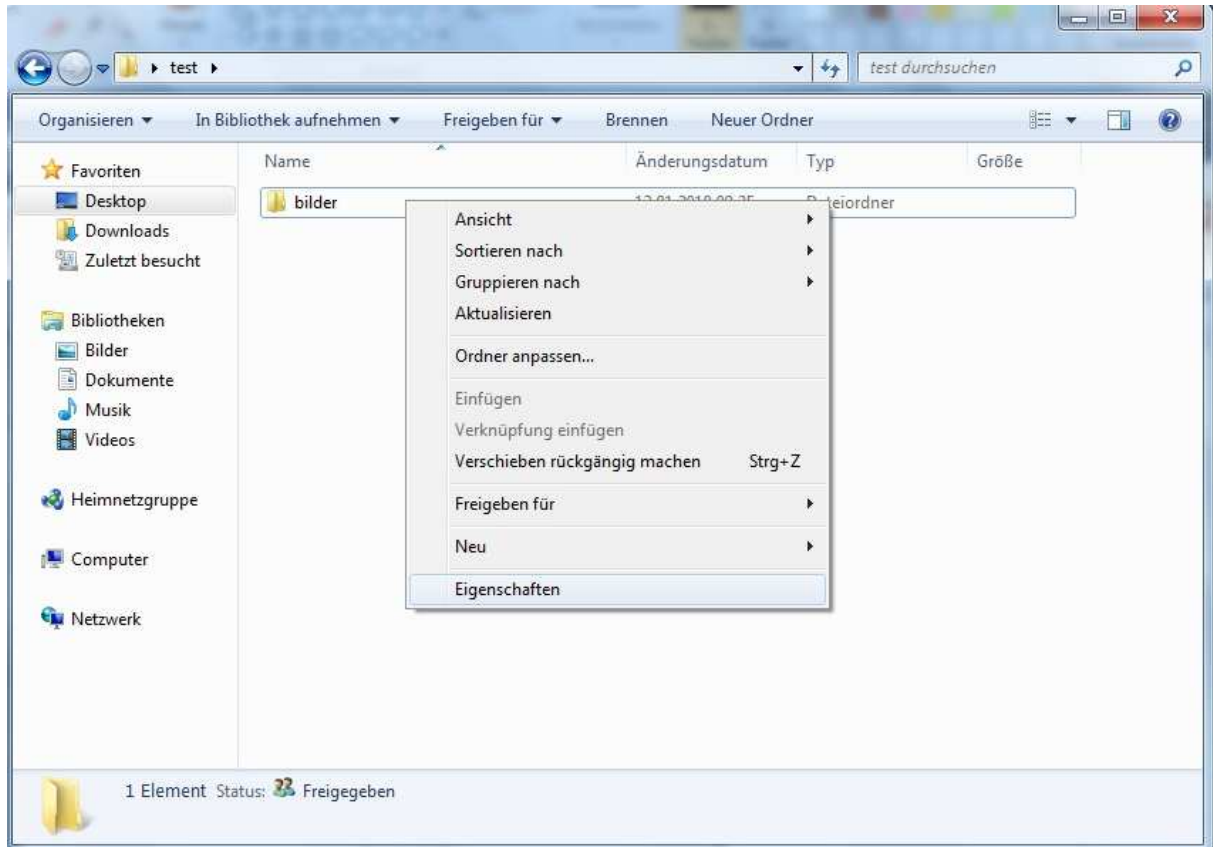 test
test durchsuchen
Organisieren In Bibliothek aufnehmen Freigeben für Brennen Neuer Ordner
Name Änderungsdatum Typ Größe
Favoriten
Desktop
Downloads
Zuletzt besucht
Bibliotheken
Bilder
Dokumente
Musik
Videos
Heimnetzgruppe
Computer
Netzwerk
bilder
Ansicht
Sortieren nach
Gruppieren nach
Aktualisieren
Ordner anpassen...
Einfügen
Verknüpfung einfügen
Verschieben rückgängig machen Strg+Z
Freigeben für
Neu
Eigenschaften
1 Element Status: Freigegeben